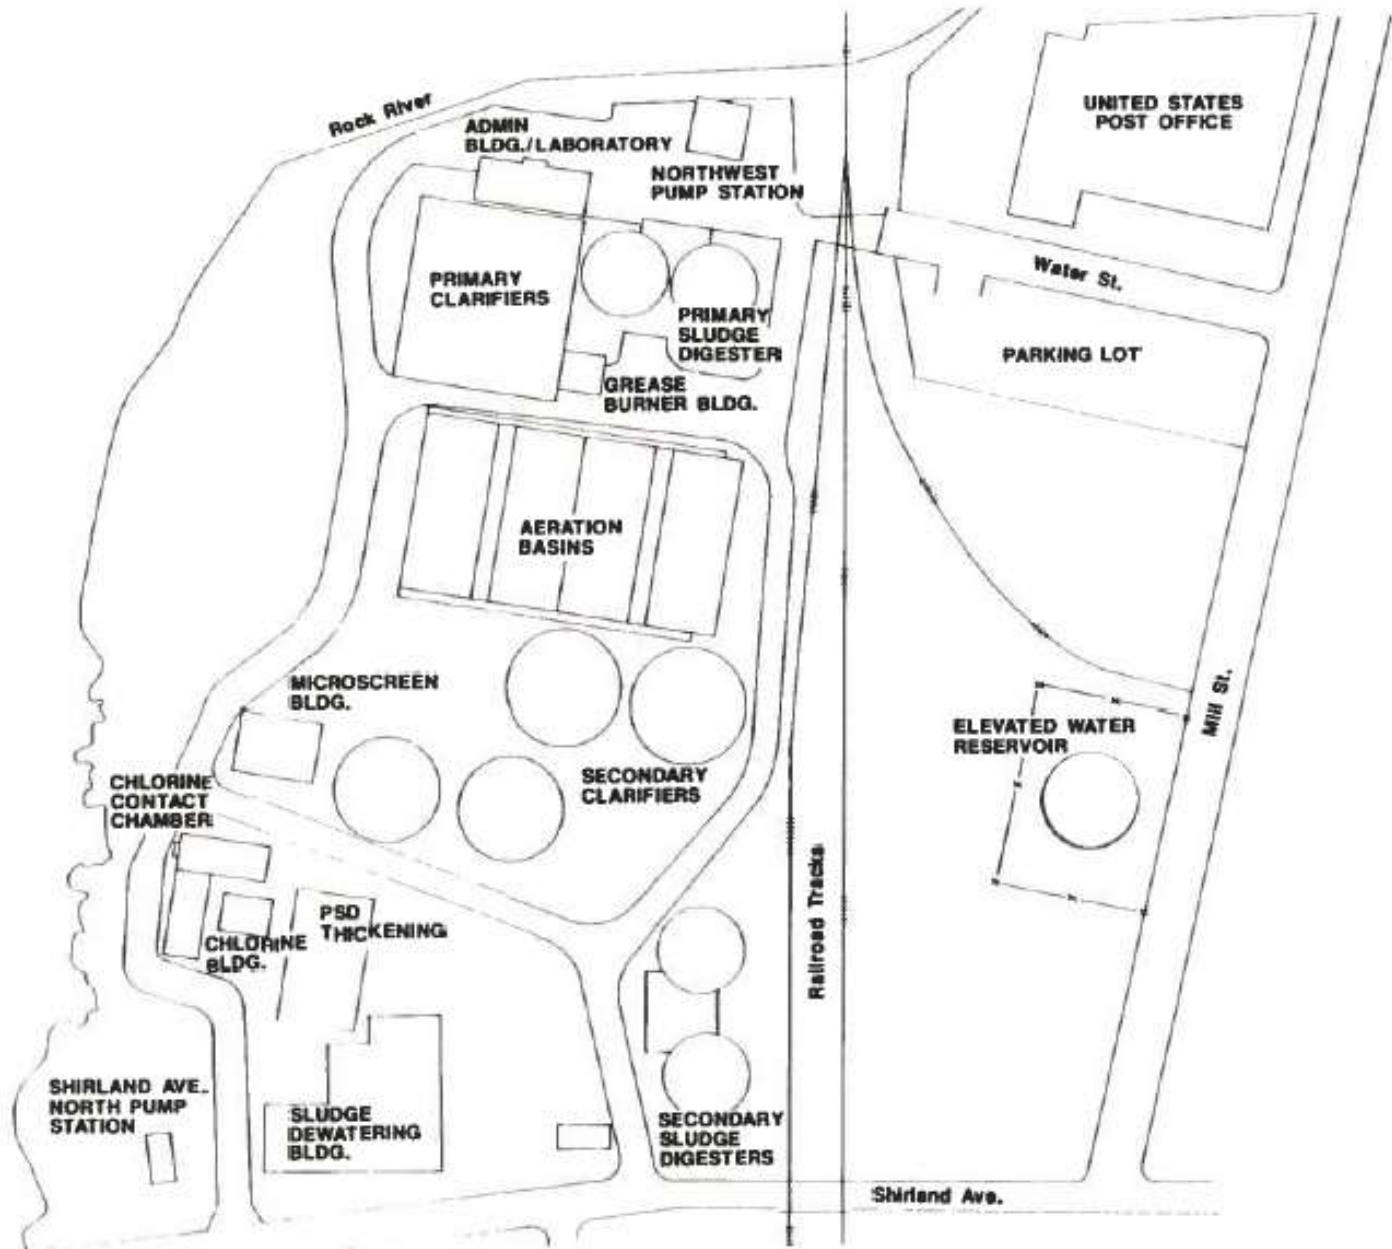 Rock River
ADMIN
BLDG./LABORATORY
NORTHWEST
PUMP STATION
UNITED STATES
POST OFFICE
PRIMARY
CLARIFIERS
PRIMARY
SLUDGE
DIGESTER
Water St.
PARKING LOT
GREASE
BURNER BLDG.
AERATION
BASINS
MICROSCREEN
BLDG.
SECONDARY
CLARIFIERS
ELEVATED WATER
RESERVOIR
Mill St.
CHLORINE
CONTACT
CHAMBER
PSD
THICKENING
CHLORINE
BLDG.
Railroad Tracks
SHIRLAND AVE.
NORTH PUMP
STATION
SLUDGE
DEWATERING
BLDG.
SECONDARY
SLUDGE
DIGESTERS
Shirland Ave.